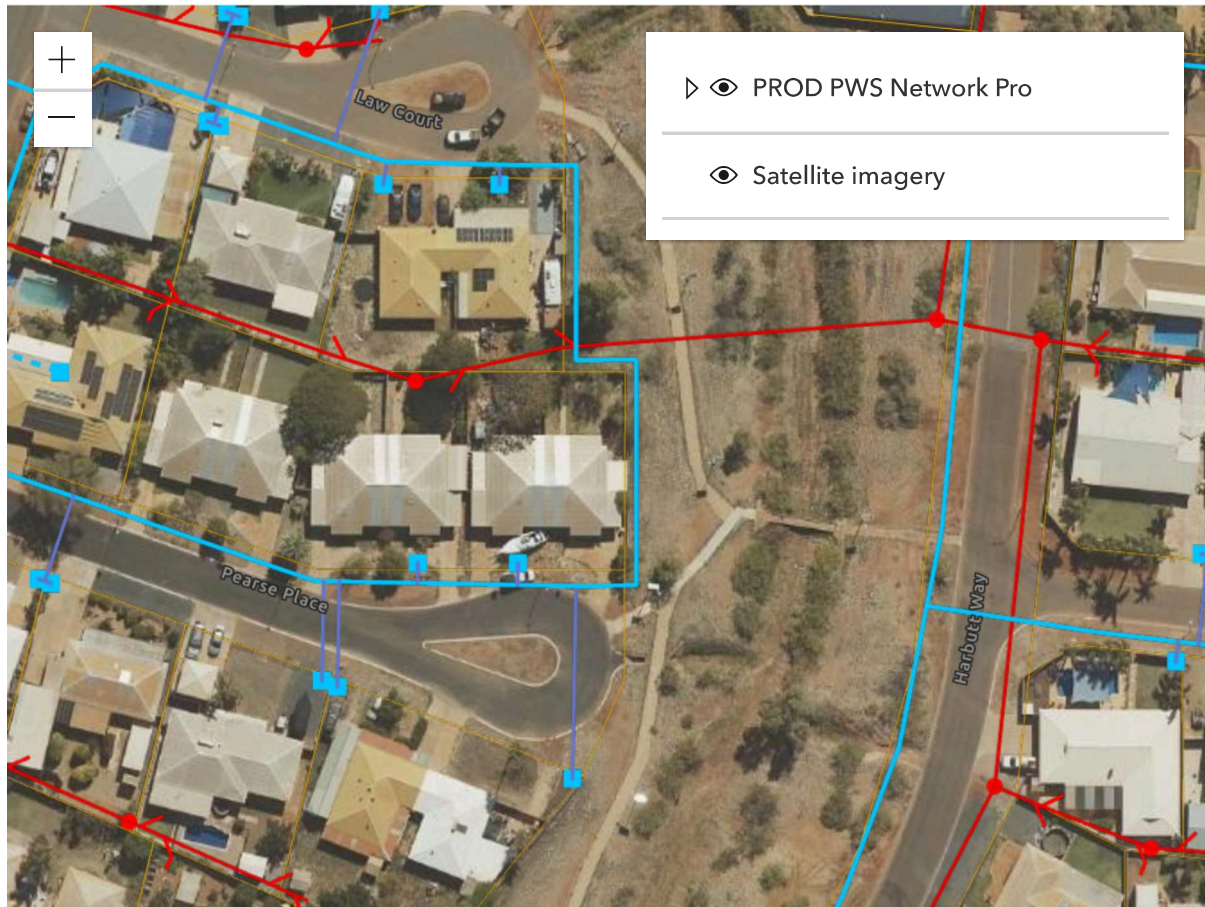 +
PROD PWS Network Pro
Law Court
—
Satellite imagery
Pearse Place
Harbutt Way